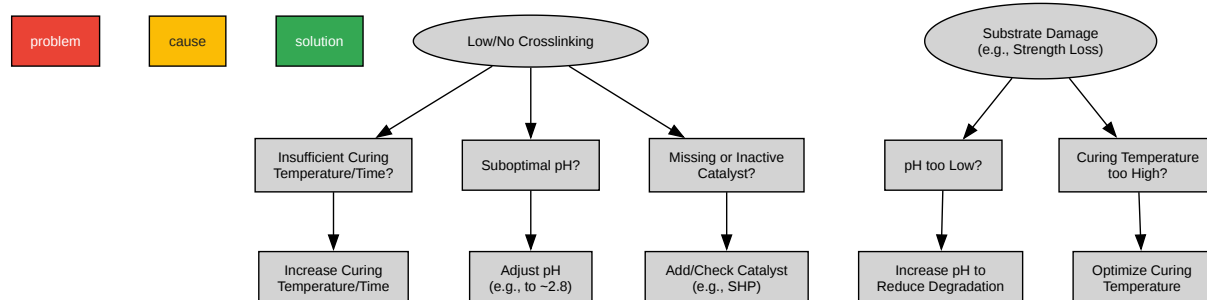 problem
cause
solution
Low/No Crosslinking
Substrate Damage
(e.g., Strength Loss)
Insufficient Curing
Temperature/Time?
Suboptimal pH?
Missing or Inactive
Catalyst?
pH too Low?
Curing Temperature
too High?
Increase Curing
Temperature/Time
Adjust pH
(e.g., to ~2.8)
Add/Check Catalyst
(e.g., SHP)
Increase pH to
Reduce Degradation
Optimize Curing
Temperature